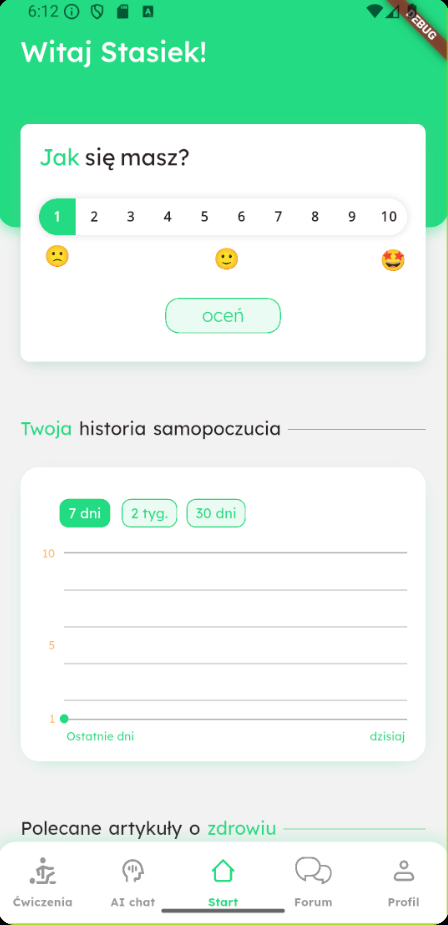 6:12
DEBUG
Witaj Stasiek!
Jak się masz?
1 2 3 4 5 6 7 8 9 10
oceń
Twoja historia samopoczucia
7 dni 2 tyg. 30 dni
10
5
1
Ostatnie dni dzisiaj
Polecane artykuły o zdrowiu
Ćwiczenia AI chat Start Forum Profil